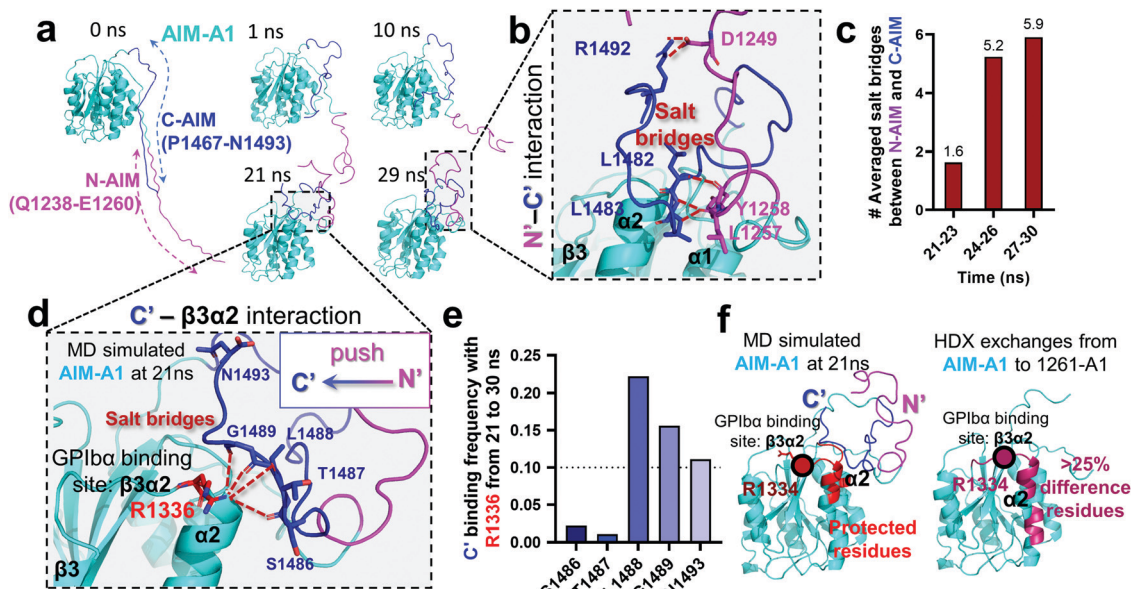 a
0 ns
AIM-A1
1 ns
10 ns
C-AIM
(P1467-N1493)
N-AIM
(Q1238-E1260)
21 ns
29 ns
b
N'–C' interaction
R1492
D1249
Salt
bridges
L1482
L1483
α2
Y1258
L1257
β3
α1
c
# Averaged salt bridges
between N-AIM and C-AIM
6
4
2
0
1.6
5.2
5.9
21-23
24-26
27-30
Time (ns)
d
C' – β3α2 interaction
MD simulated
AIM-A1 at 21ns
push
C'
N'
N1493
Salt bridges
G1489
L1488
GPIbα binding
site: β3α2
T1487
R1336
α2
S1486
β3
e
C' binding frequency with
R1336 from 21 to 30 ns
0.25
0.20
0.15
0.10
0.05
0.00
T1487
f
MD simulated
AIM-A1 at 21ns
C'
N'
GPIbα binding
site: β3α2
R1334
α2
Protected
residues
HDX exchanges from
AIM-A1 to 1261-A1
GPIbα binding
site: β3α2
R1334
α2
>25%
difference
residues